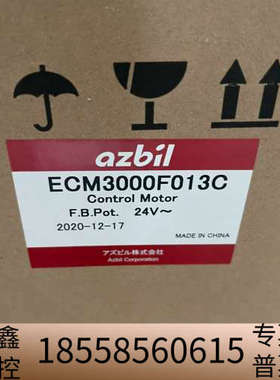 azbil
ECM3000F013C
Control Motor
F.B.Pot. 24V～
2020-12-17
MADE IN CHINA
アズビル株式会社
Azbil Corporation
鑫 18558560615 专
控 普